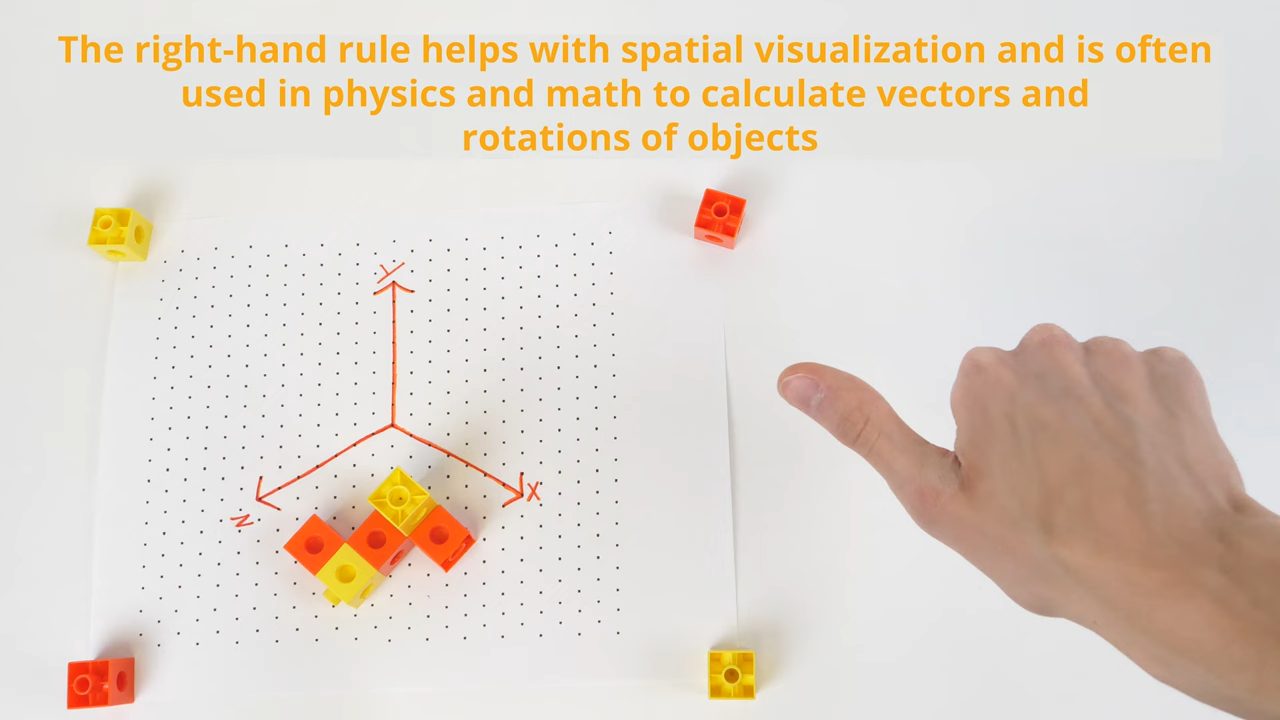 The right-hand rule helps with spatial visualization and is often
used in physics and math to calculate vectors and
rotations of objects
Y
X
Z